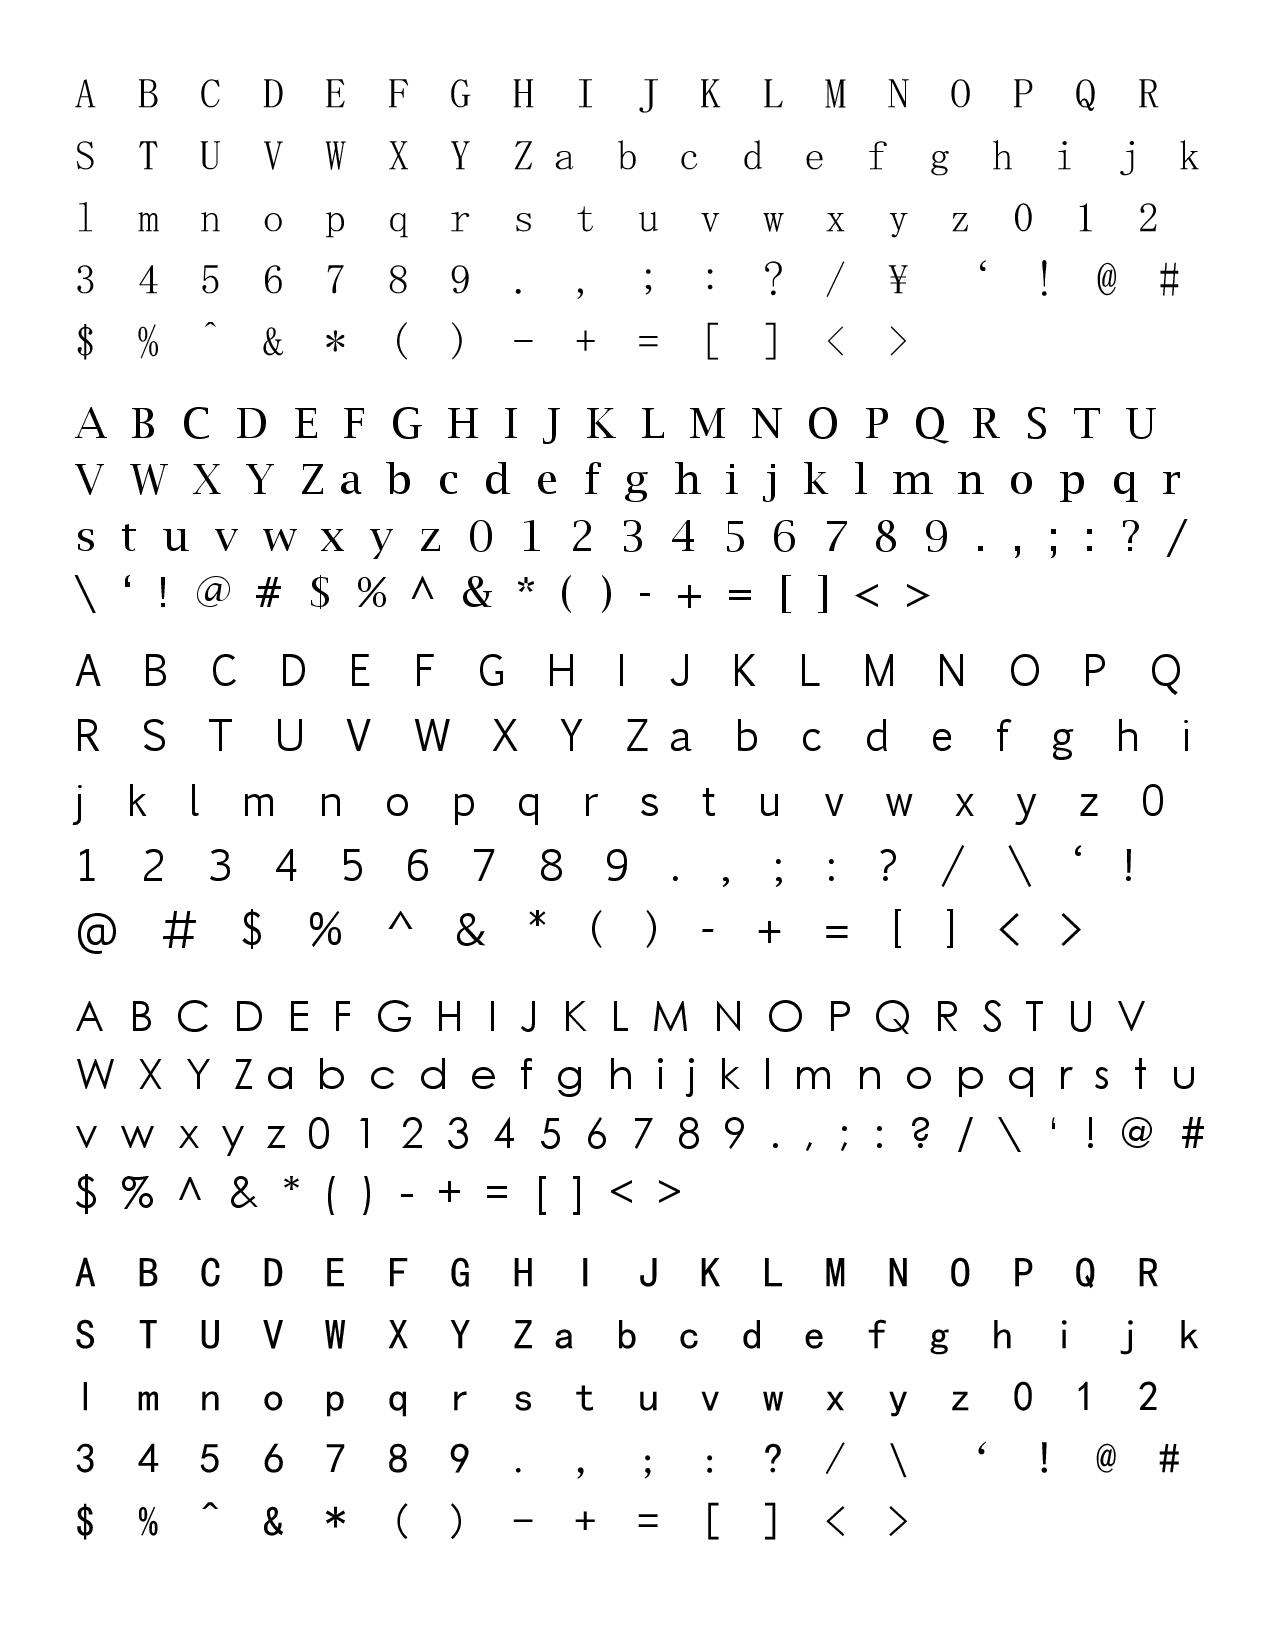 A B C D E F G H I J K L M N O P Q R
S T U V W X Y Z a b c d e f g h i j k
l m n o p q r s t u v w x y z 0 1 2
3 4 5 6 7 8 9 . , ; : ? / ¥ ‘ ! @ #
$ % ^ & * ( ) - + = [ ] < >
A B C D E F G H I J K L M N O P Q R S T U
V W X Y Z a b c d e f g h i j k l m n o p q r
s t u v w x y z 0 1 2 3 4 5 6 7 8 9 . , ; : ? /
\ ‘ ! @ # $ % ^ & * ( ) - + = [ ] < >
A B C D E F G H I J K L M N O P Q
R S T U V W X Y Z a b c d e f g h i
j k l m n o p q r s t u v w x y z 0
1 2 3 4 5 6 7 8 9 . , ; : ? / \ ‘ !
@ # $ % ^ & * ( ) - + = [ ] < >
A B C D E F G H I J K L M N O P Q R S T U V
W X Y Z a b c d e f g h i j k l m n o p q r s t u
v w x y z 0 1 2 3 4 5 6 7 8 9 . , ; : ? / \ ‘ ! @ #
$ % ^ & * ( ) - + = [ ] < >
A B C D E F G H I J K L M N O P Q R
S T U V W X Y Z a b c d e f g h i j k
l m n o p q r s t u v w x y z 0 1 2
3 4 5 6 7 8 9 . , ; : ? / \ ‘ ! @ #
$ % ^ & * ( ) - + = [ ] < >